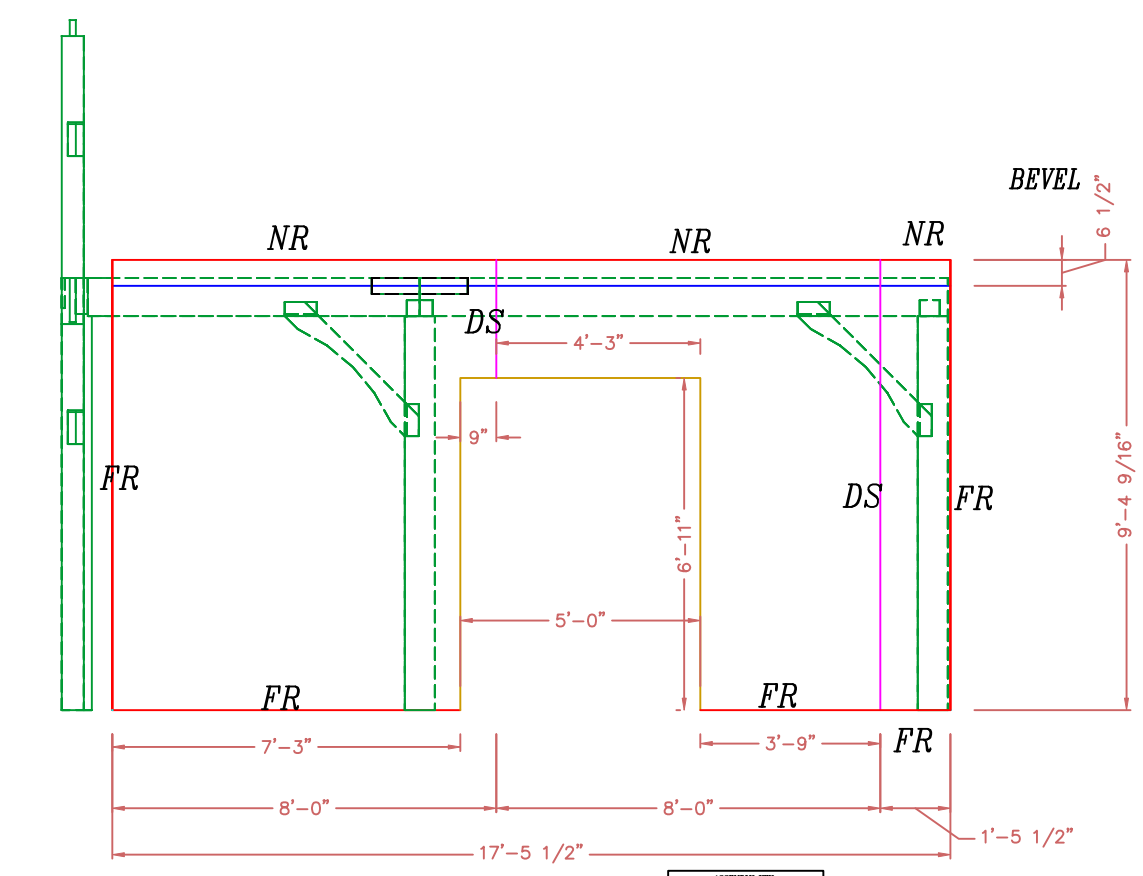 BEVEL
6 1/2"
NR
NR
NR
DS
4'-3"
9"
FR
DS
FR
9'-4 9/16"
6'-11"
5'-0"
FR
FR
FR
7'-3"
3'-9"
8'-0"
8'-0"
1'-5 1/2"
17'-5 1/2"